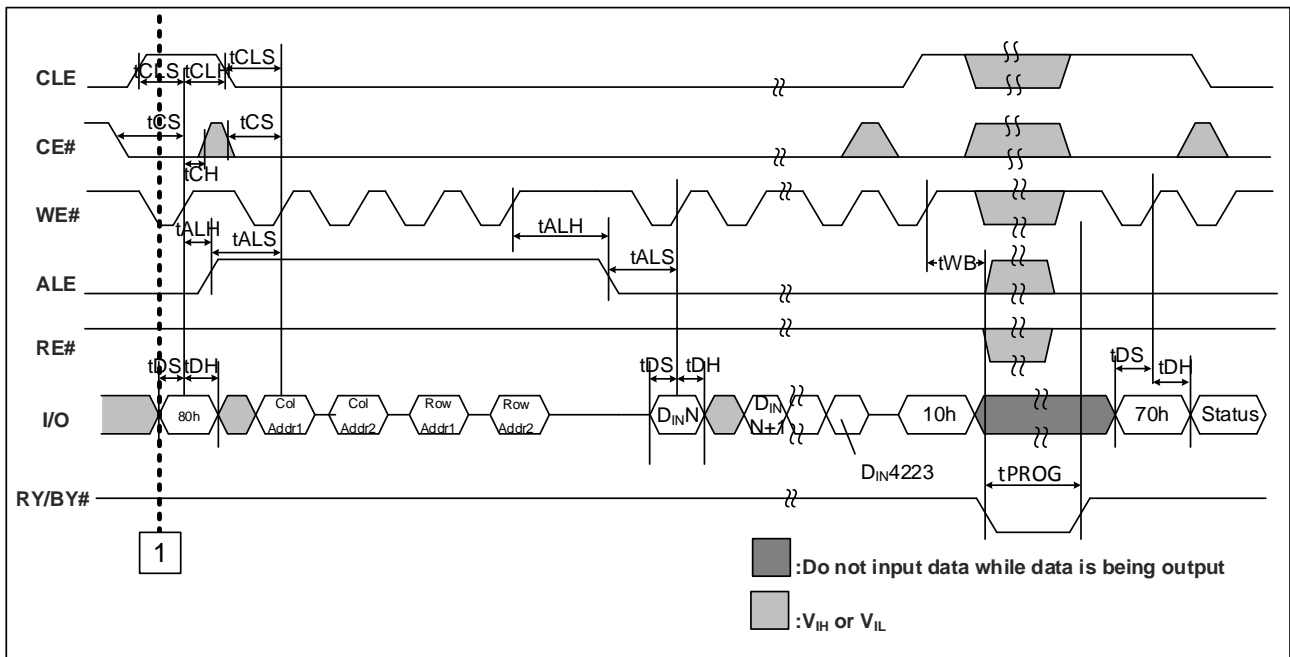 tCLS
CLE
tCLS
tCLH
tCS
tCS
CE#
tCH
WE#
tALH
tALS
tALH
tALS
tWB
ALE
RE#
tDS
tDH
tDS
tDH
tDS
tDH
I/O
80h
Col Addr1
Col Addr2
Row Addr1
Row Addr2
DINN
DIN N+1
10h
70h
Status
DIN4223
tPROG
RY/BY#
1
:Do not input data while data is being output
:VIH or VIL